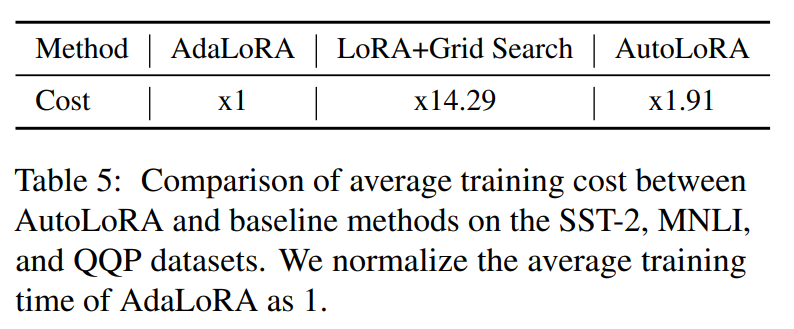 Method | AdaLoRA | LoRA+Grid Search | AutoLoRA
Cost | x1 | x14.29 | x1.91
Table 5: Comparison of average training cost between
AutoLoRA and baseline methods on the SST-2, MNLI,
and QQP datasets. We normalize the average training
time of AdaLoRA as 1.